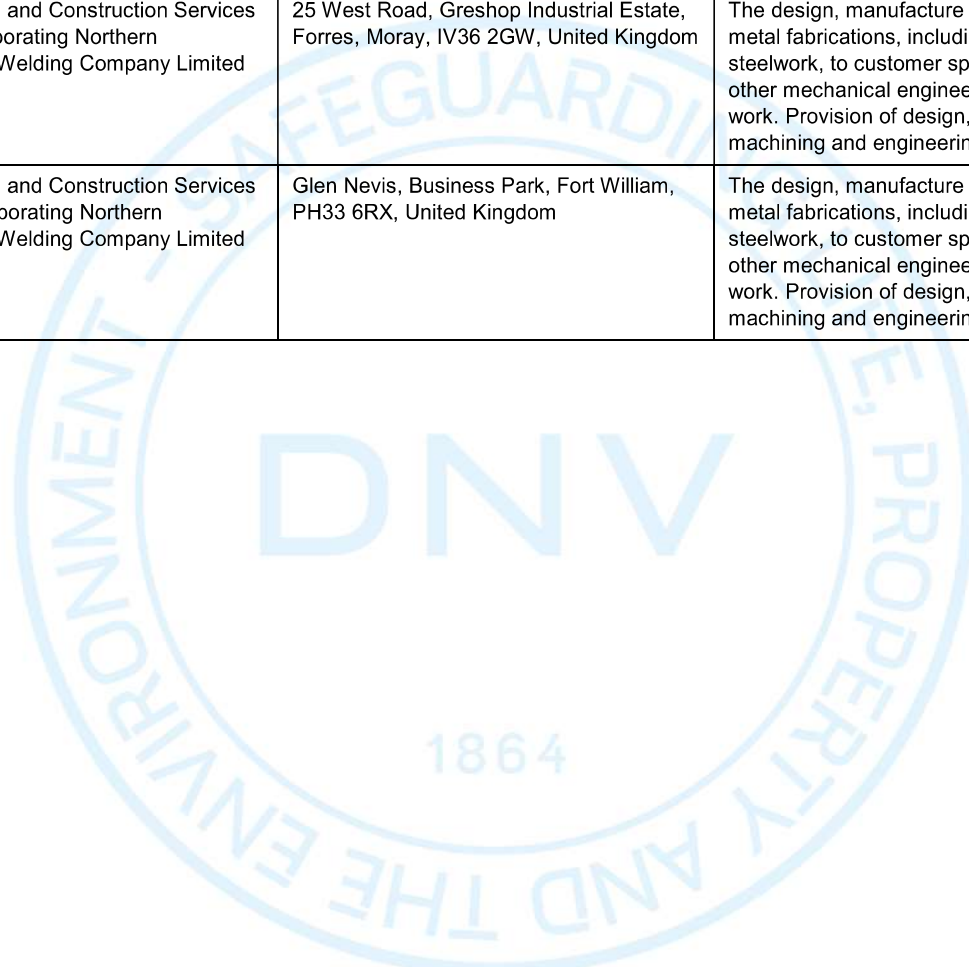 and Construction Services
porating Northern
Welding Company Limited
25 West Road, Greshop Industrial Estate,
Forres, Moray, IV36 2GW, United Kingdom
The design, manufacture
metal fabrications, includi
steelwork, to customer sp
other mechanical enginee
work. Provision of design,
machining and engineerin
and Construction Services
porating Northern
Welding Company Limited
Glen Nevis, Business Park, Fort William,
PH33 6RX, United Kingdom
The design, manufacture
metal fabrications, includi
steelwork, to customer sp
other mechanical enginee
work. Provision of design,
machining and engineerin
SAFEGUARDING LIFE, PROPERTY AND THE ENVIRONMENT
DNV
1864